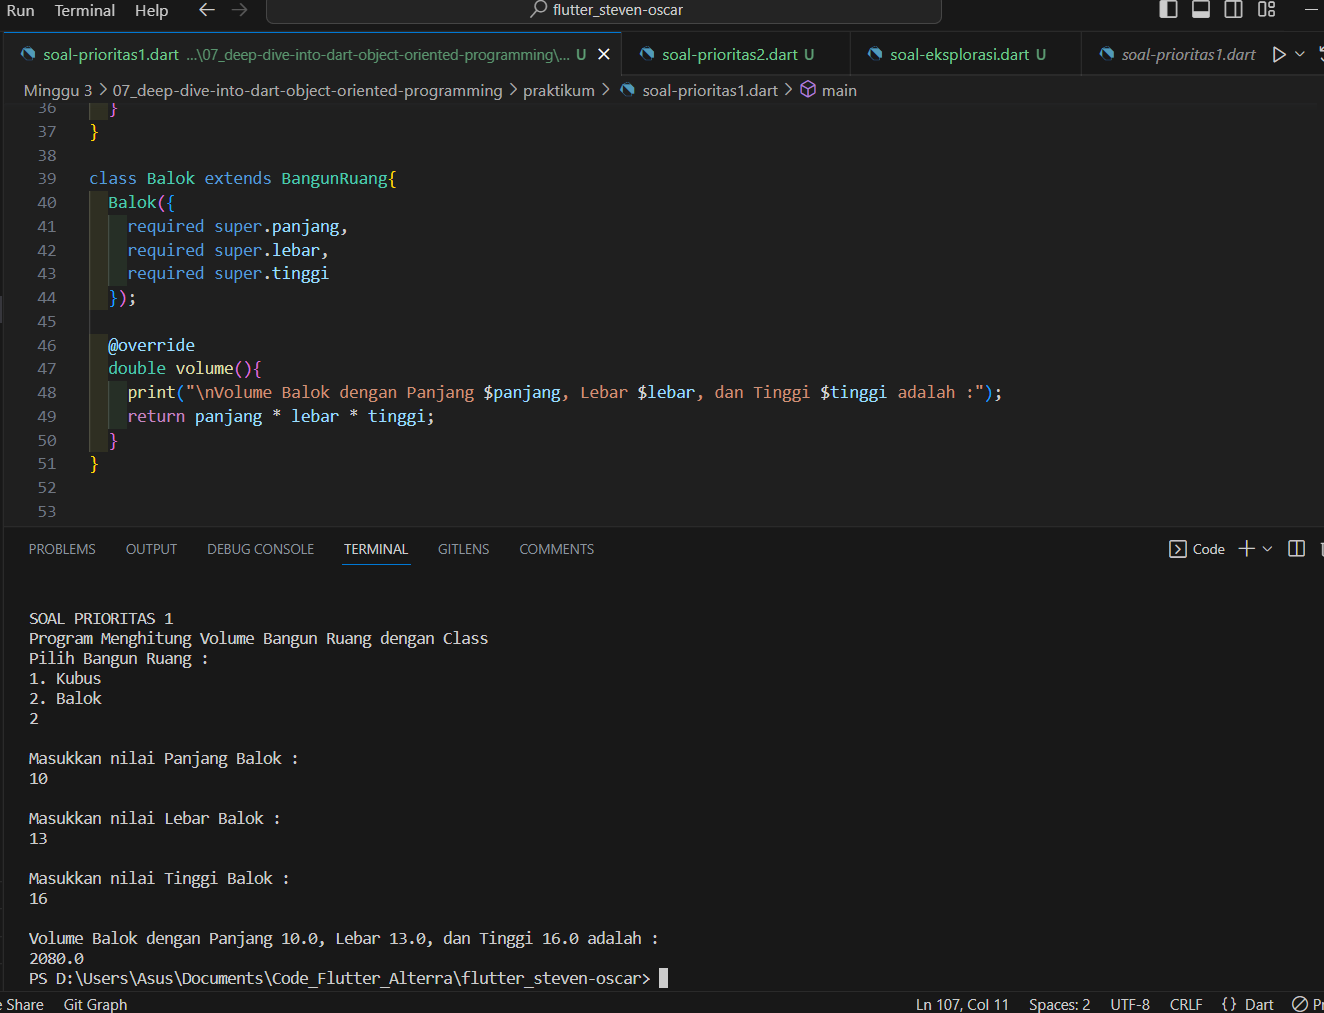 Run Terminal Help flutter_steven-oscar
soal-prioritas1.dart ...\07_deep-dive-into-dart-object-oriented-programming\... U soal-prioritas2.dart U soal-eksplorasi.dart U soal-prioritas1.dart
Minggu 3 > 07_deep-dive-into-dart-object-oriented-programming > praktikum > soal-prioritas1.dart > main
36 }
37 }
38
39 class Balok extends BangunRuang{
40 Balok({
41 required super.panjang,
42 required super.lebar,
43 required super.tinggi
44 });
45
46 @override
47 double volume(){
48 print("\nVolume Balok dengan Panjang $panjang, Lebar $lebar, dan Tinggi $tinggi adalah :");
49 return panjang * lebar * tinggi;
50 }
51 }
52
53
PROBLEMS OUTPUT DEBUG CONSOLE TERMINAL GITLENS COMMENTS Code
SOAL PRIORITAS 1
Program Menghitung Volume Bangun Ruang dengan Class
Pilih Bangun Ruang :
1. Kubus
2. Balok
2
Masukkan nilai Panjang Balok :
10
Masukkan nilai Lebar Balok :
13
Masukkan nilai Tinggi Balok :
16
Volume Balok dengan Panjang 10.0, Lebar 13.0, dan Tinggi 16.0 adalah :
2080.0
PS D:\Users\Asus\Documents\Code_Flutter_Alterra\flutter_steven-oscar>
e Share Git Graph Ln 107, Col 11 Spaces: 2 UTF-8 CRLF {} Dart Pr